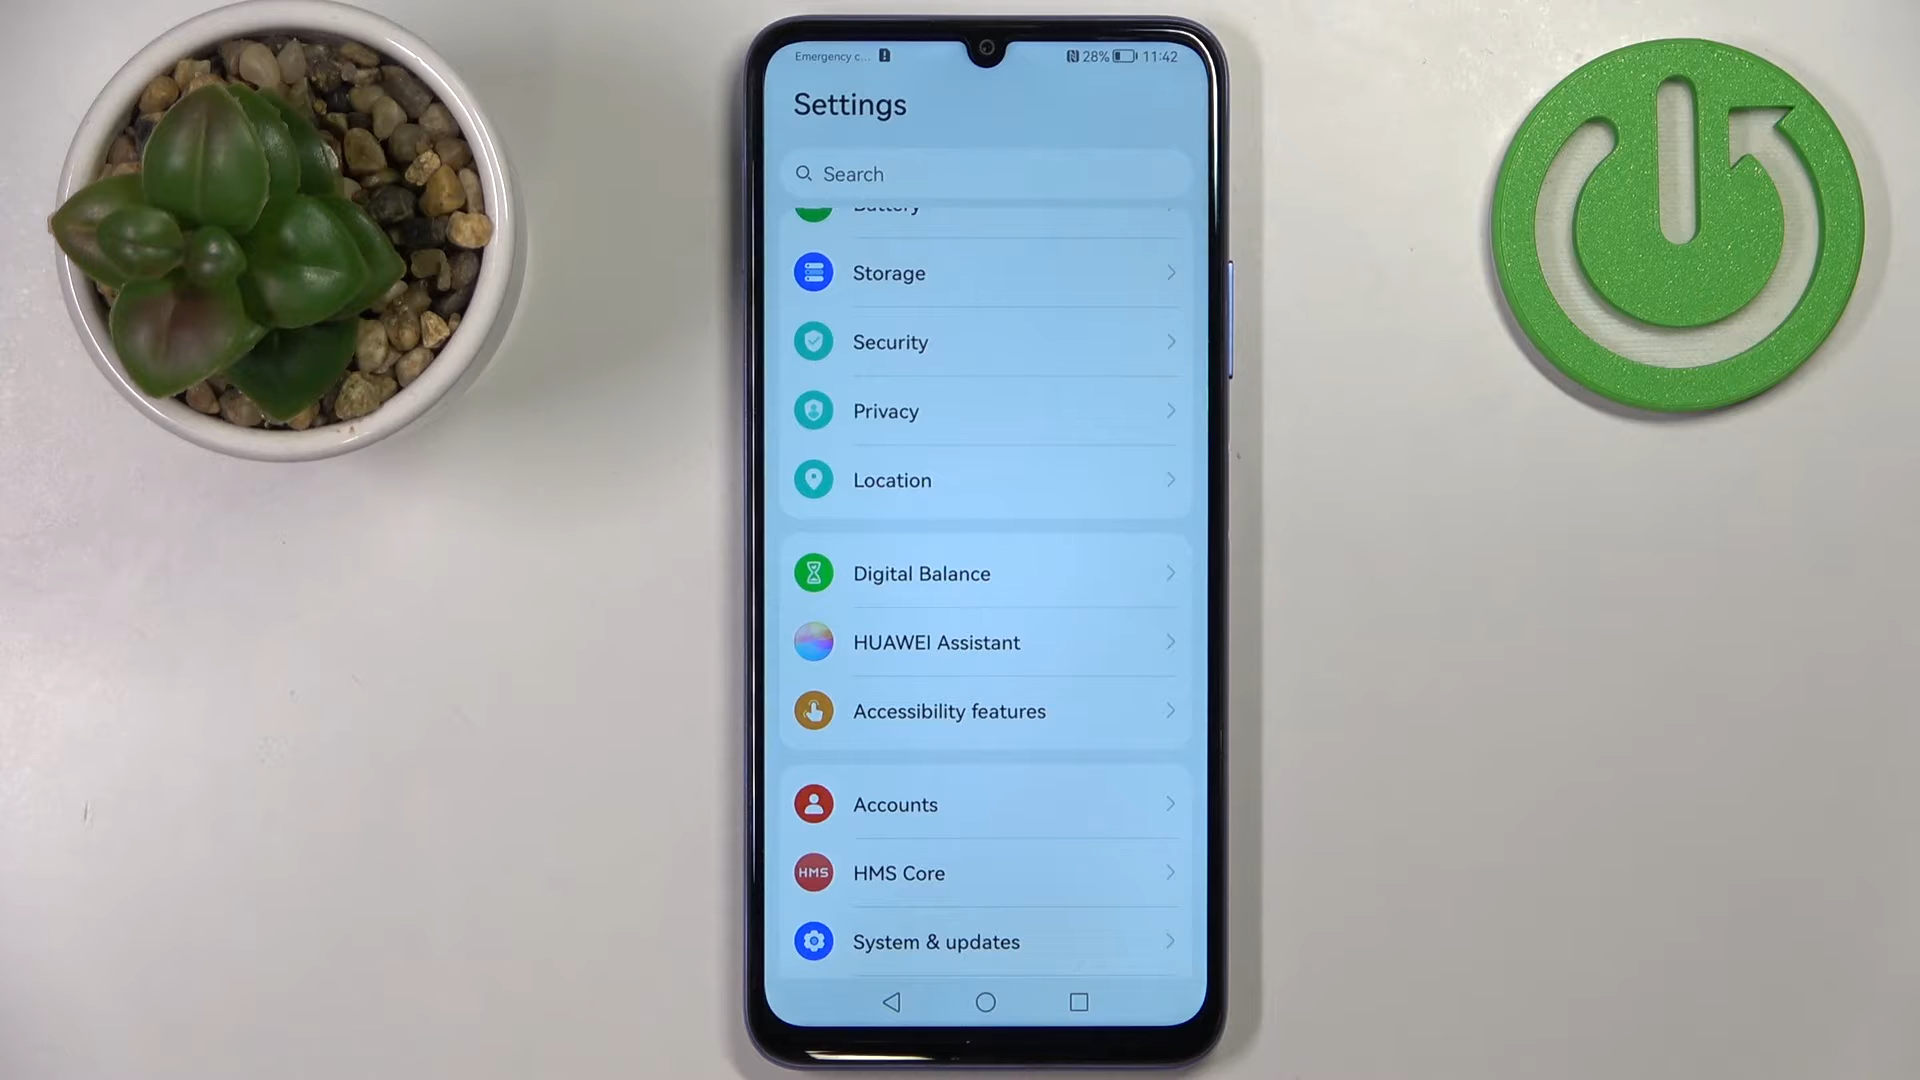 Emergency c... 28% 11:42
Settings
Search
Battery
Storage
Security
Privacy
Location
Digital Balance
HUAWEI Assistant
Accessibility features
Accounts
HMS HMS Core
System & updates